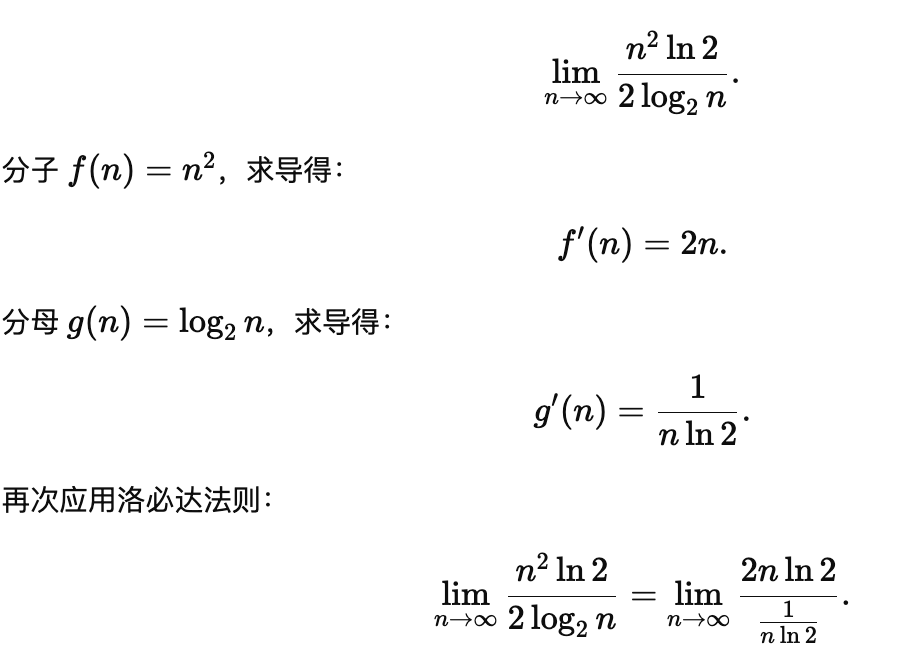 $$\lim_{n \to \infty} \frac{n^2 \ln 2}{2 \log_2 n}.$$
分子 $f(n) = n^2$，求导得：
$$f'(n) = 2n.$$
分母 $g(n) = \log_2 n$，求导得：
$$g'(n) = \frac{1}{n \ln 2}.$$
再次应用洛必达法则：
$$\lim_{n \to \infty} \frac{n^2 \ln 2}{2 \log_2 n} = \lim_{n \to \infty} \frac{2n \ln 2}{\frac{1}{n \ln 2}}.$$